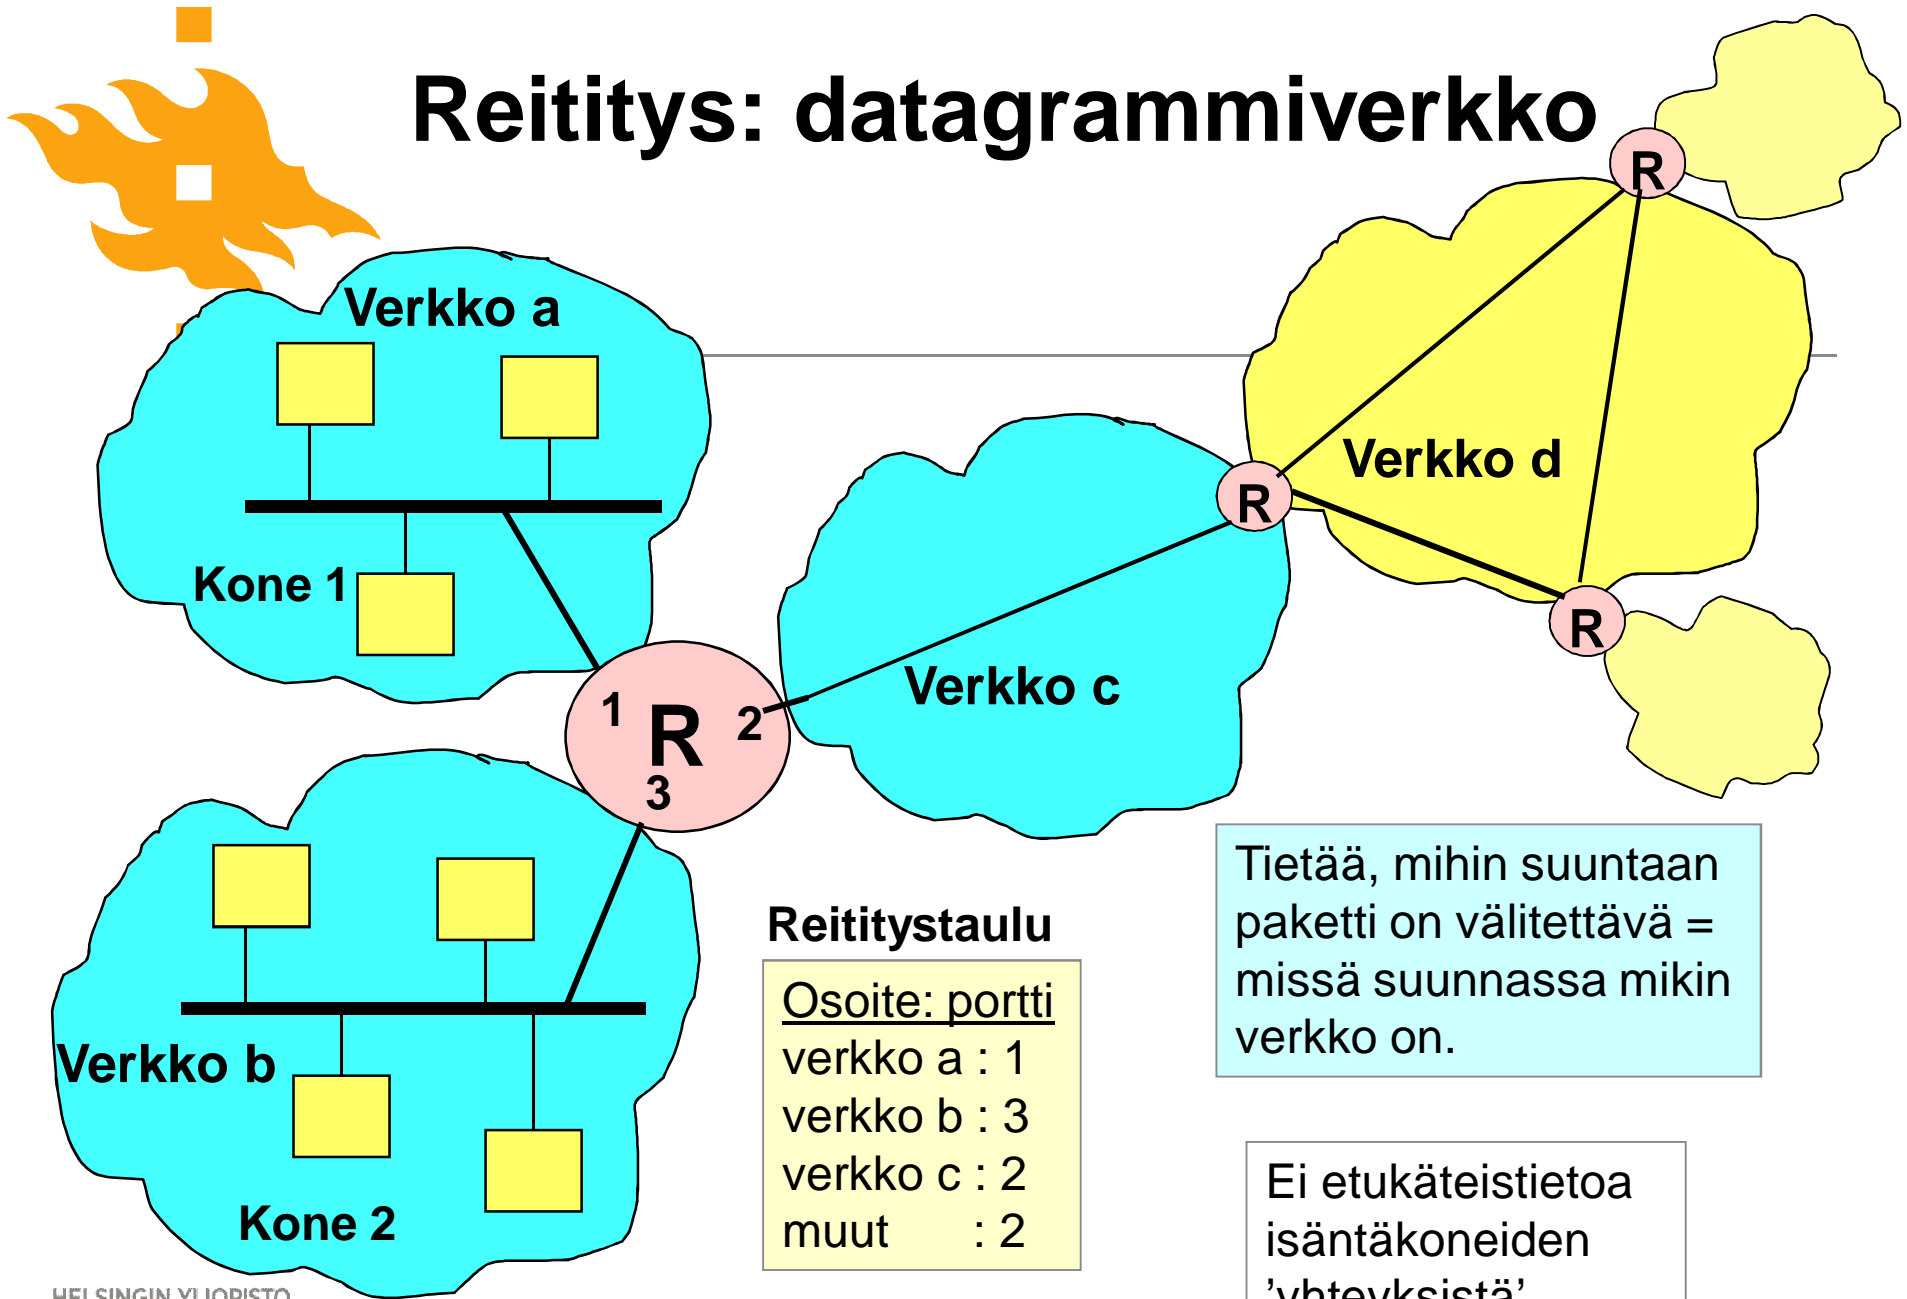 Reititys: datagrammiverkko
R
Verkko a
Verkko d
R
Kone 1
R
Verkko c
1 R 2
3
Tietää, mihin suuntaan
paketti on välitettävä =
missä suunnassa mikin
verkko on.
Reititystaulu
Osoite: portti
verkko a : 1
verkko b : 3
verkko c : 2
muut : 2
Verkko b
Kone 2
Ei etukäteistietoa
isäntäkoneiden
'yhteyksistä'
HELSINGIN YLIOPISTO